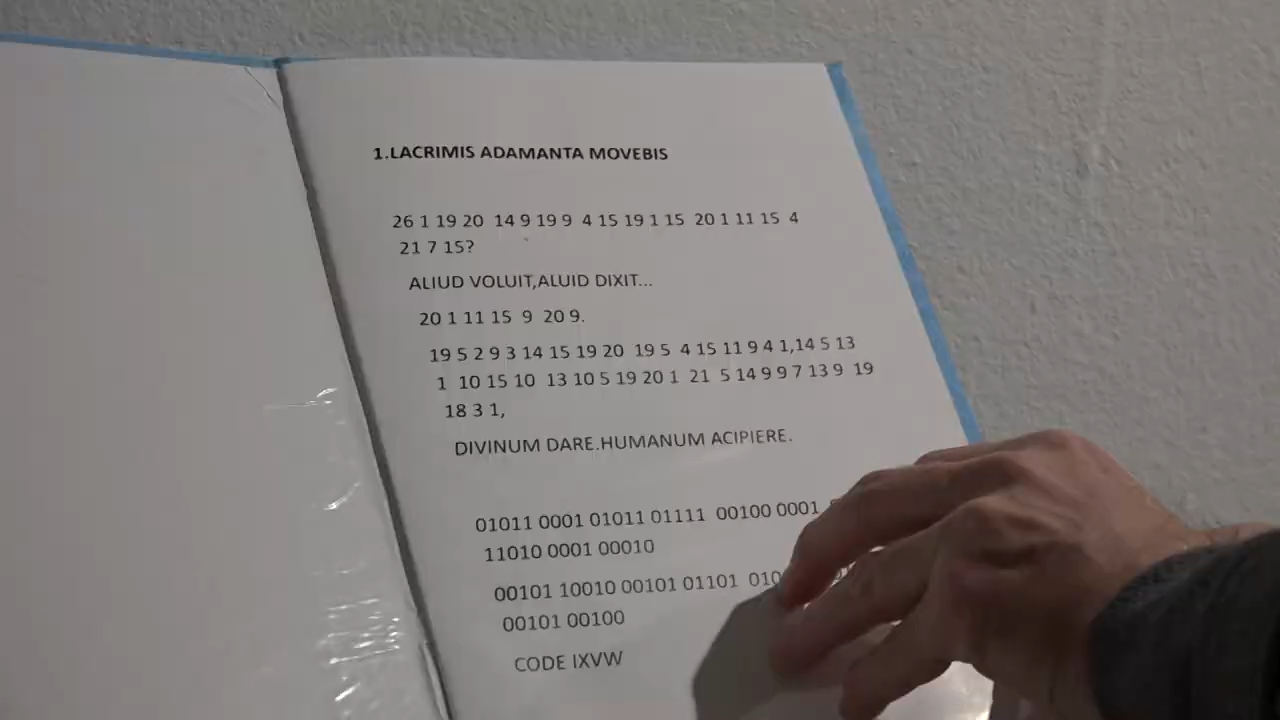 1.LACRIMIS ADAMANTA MOVEBIS
26 1 19 20 14 9 19 9 4 15 19 1 15 20 1 11 15 4
21 7 15?
ALIUD VOLUIT,ALUID DIXIT...
20 1 11 15 9 20 9.
19 5 2 9 3 14 15 19 20 19 5 4 15 11 9 4 1,14 5 13
1 10 15 10 13 10 5 19 20 1 21 5 14 9 9 7 13 9 19
18 3 1,
DIVINUM DARE.HUMANUM ACIPIERE.
01011 0001 01011 01111 00100 0001
11010 0001 00010
00101 10010 00101 01101 010
00101 00100
CODE IXVW